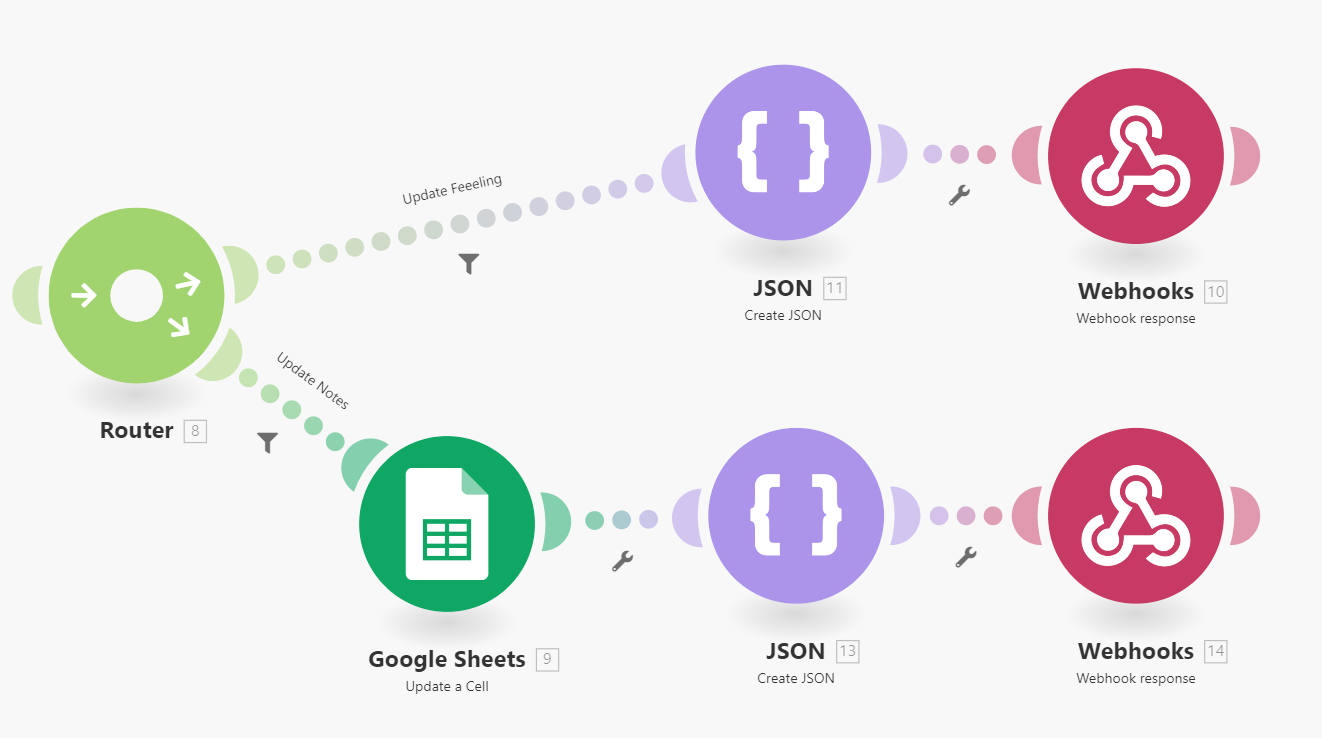 Update Feeeling
JSON 11
Create JSON
Webhooks 10
Webhook response
Router 8
Update Notes
Google Sheets 9
Update a Cell
JSON 13
Create JSON
Webhooks 14
Webhook response